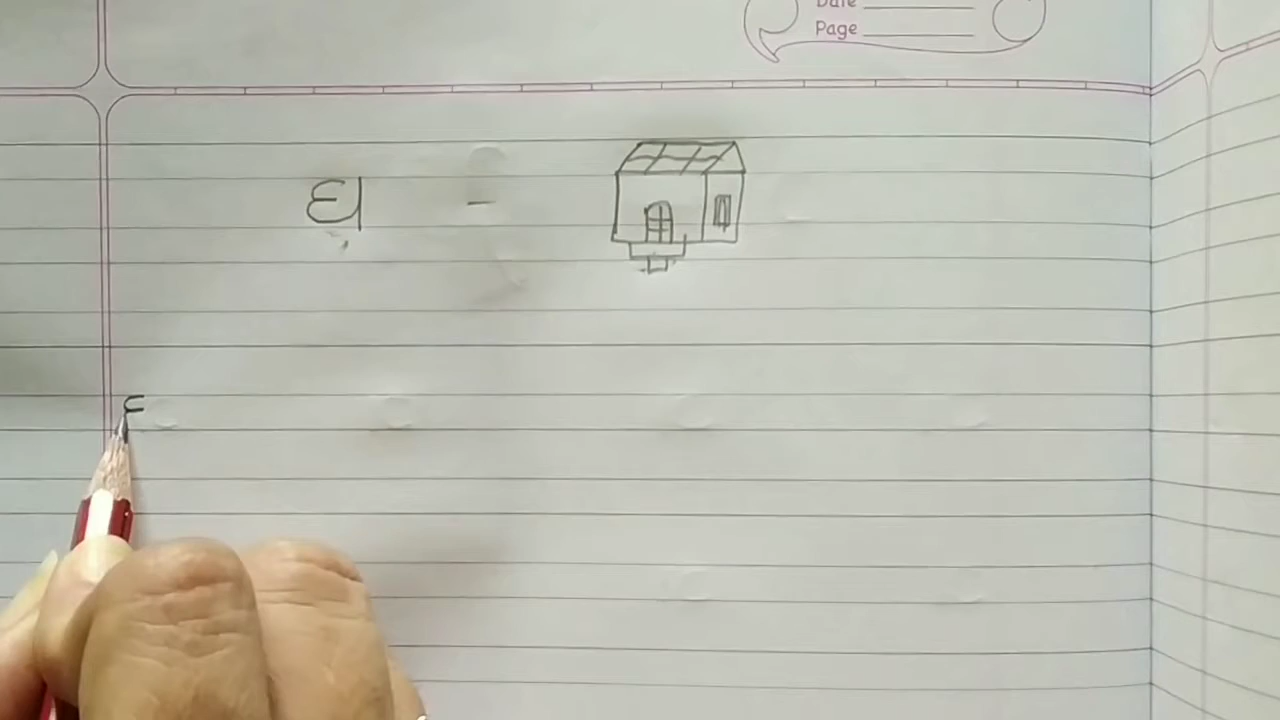 Date
Page
ઘ -